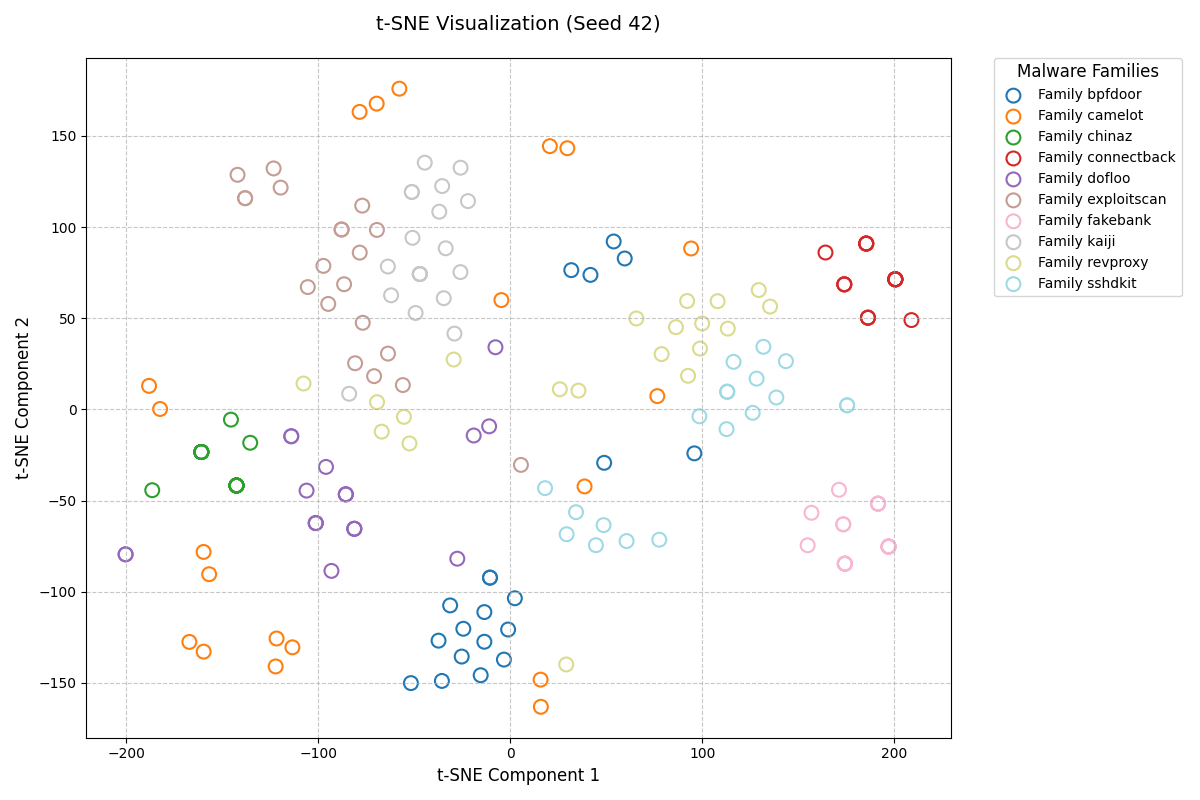 t-SNE Visualization (Seed 42)
Malware Families
Family bpfdoor
Family camelot
Family chinaz
Family connectback
Family dofloo
Family exploitscan
Family fakebank
Family kaiji
Family revproxy
Family sshdkit
t-SNE Component 2
150
100
50
0
−50
−100
−150
−200
−100
0
100
200
t-SNE Component 1